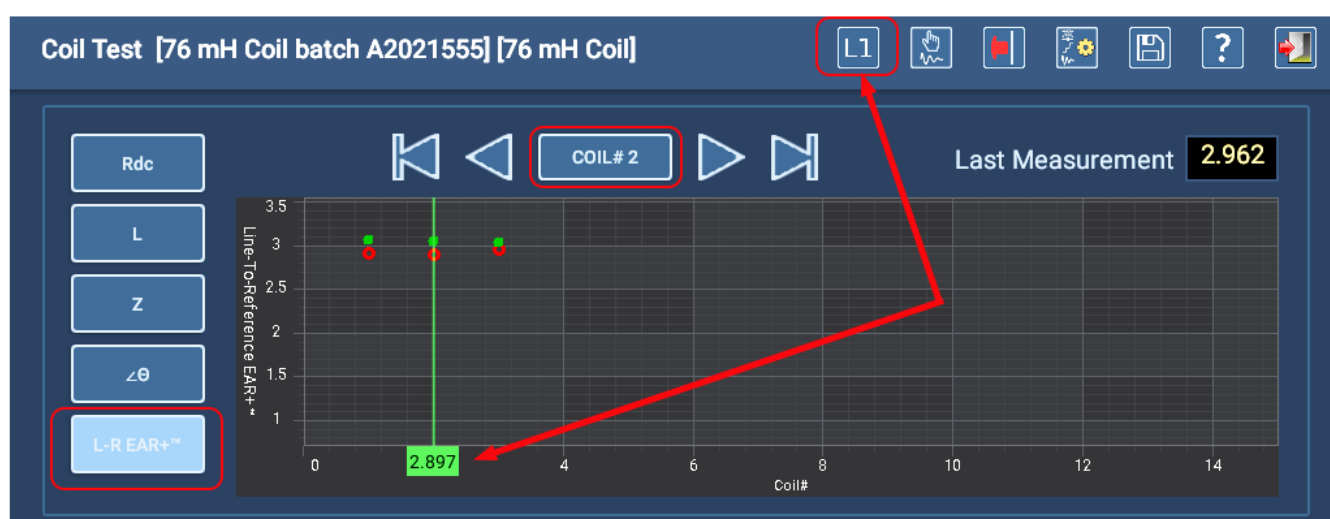 Coil Test [76 mH Coil batch A2021555] [76 mH Coil]
L1
?
Rdc
L
Z
∠Θ
L-R EAR+™
COIL# 2
Last Measurement 2.962
Line-To-Reference EAR+™
3.5
3
2.5
2
1.5
1
0
2.897
4
6
8
10
12
14
Coil#